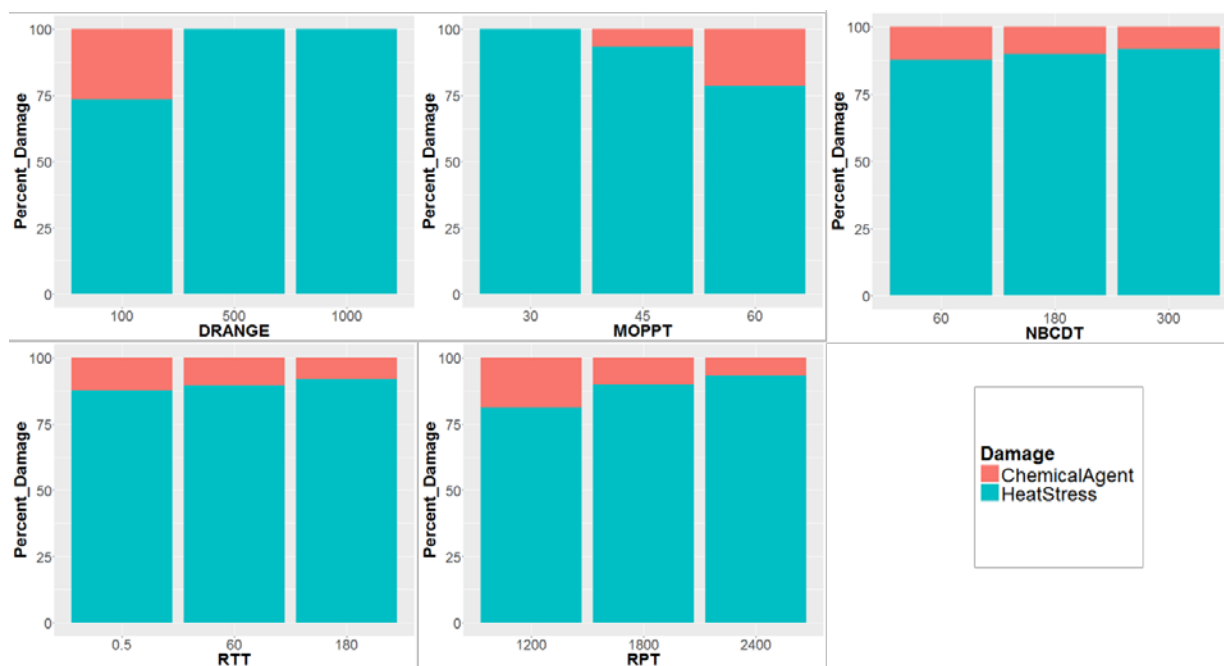 Percent_Damage
100
75
50
25
0
100 500 1000
DRANGE
Percent_Damage
100
75
50
25
0
30 45 60
MOPPT
Percent_Damage
100
75
50
25
0
60 180 300
NBCDT
Percent_Damage
100
75
50
25
0
0.5 60 180
RTT
Percent_Damage
100
75
50
25
0
1200 1800 2400
RPT
Damage
ChemicalAgent
HeatStress